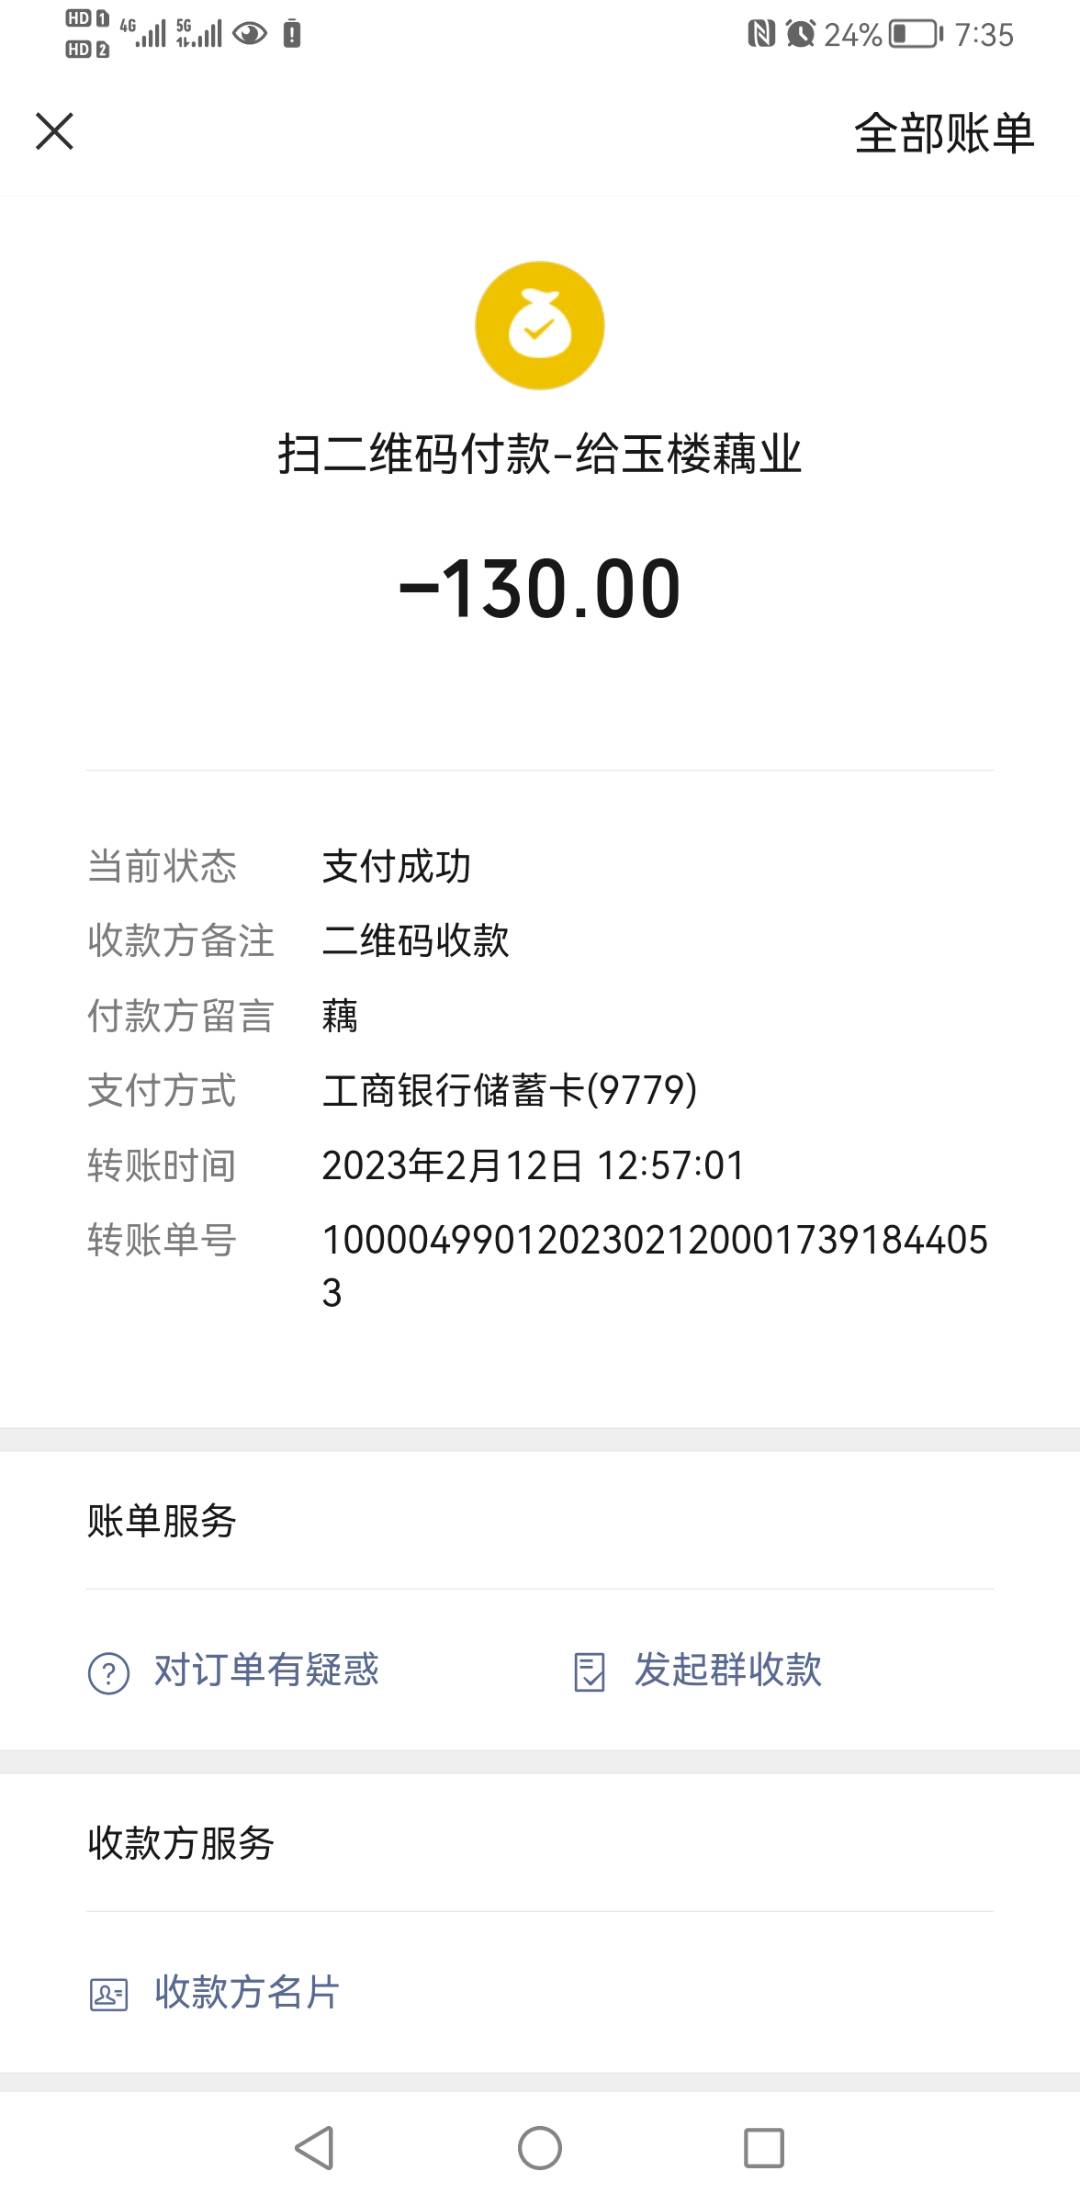 HD 1 4G 5G 24% 7:35
HD 2
全部账单
扫二维码付款-给玉楼藕业
-130.00
当前状态 支付成功
收款方备注 二维码收款
付款方留言 藕
支付方式 工商银行储蓄卡(9779)
转账时间 2023年2月12日 12:57:01
转账单号 100004990120230212000173918 4405
3
账单服务
对订单有疑惑 发起群收款
收款方服务
收款方名片